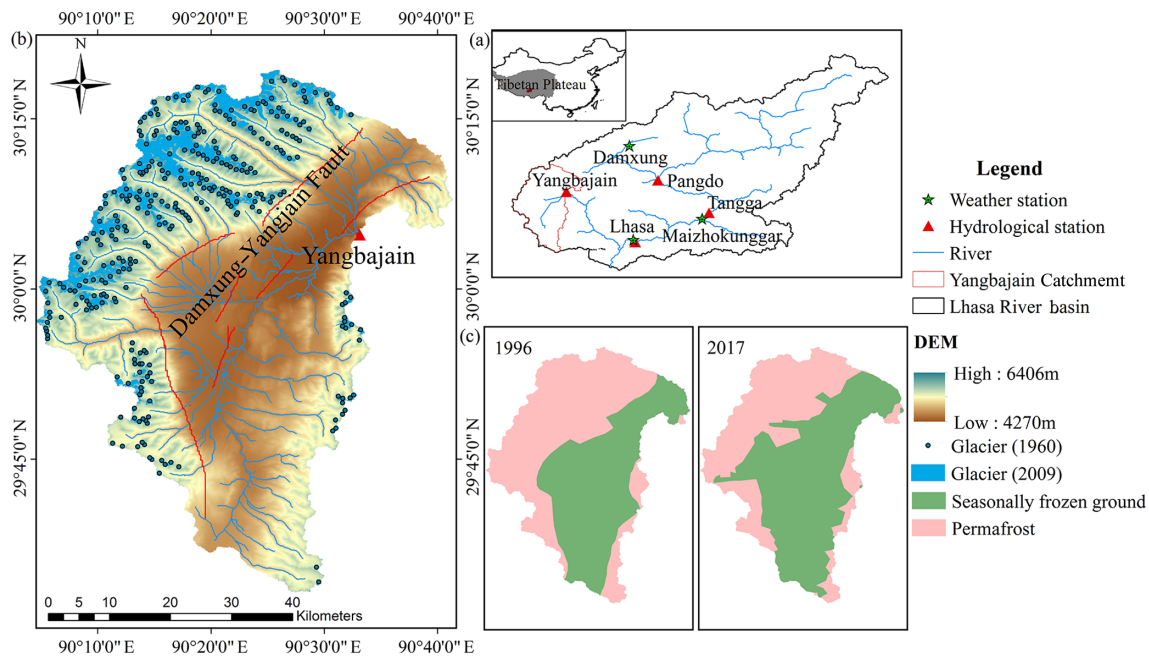 90°10'0" E
90°20'0" E
90°30'0" E
90°40'0" E
(b)
N
30°15'0" N
30°0'0" N
29°45'0" N
Damxung-Yangjain Fault
Yangbajain
0
5
10
20
30
40
Kilometers
90°10'0" E
90°20'0" E
90°30'0" E
90°40'0" E
(a)
Tibetan Plateau
30°15'0" N
30°0'0" N
29°45'0" N
Damxung
Yangbajain
Pangdo
Tangga
Lhasa
Maizhokunggar
(c)
1996
2017
Legend
Weather station
Hydrological station
River
Yangbajain Catchmemt
Lhasa River basin
DEM
High : 6406m
Low : 4270m
Glacier (1960)
Glacier (2009)
Seasonally frozen ground
Permafrost